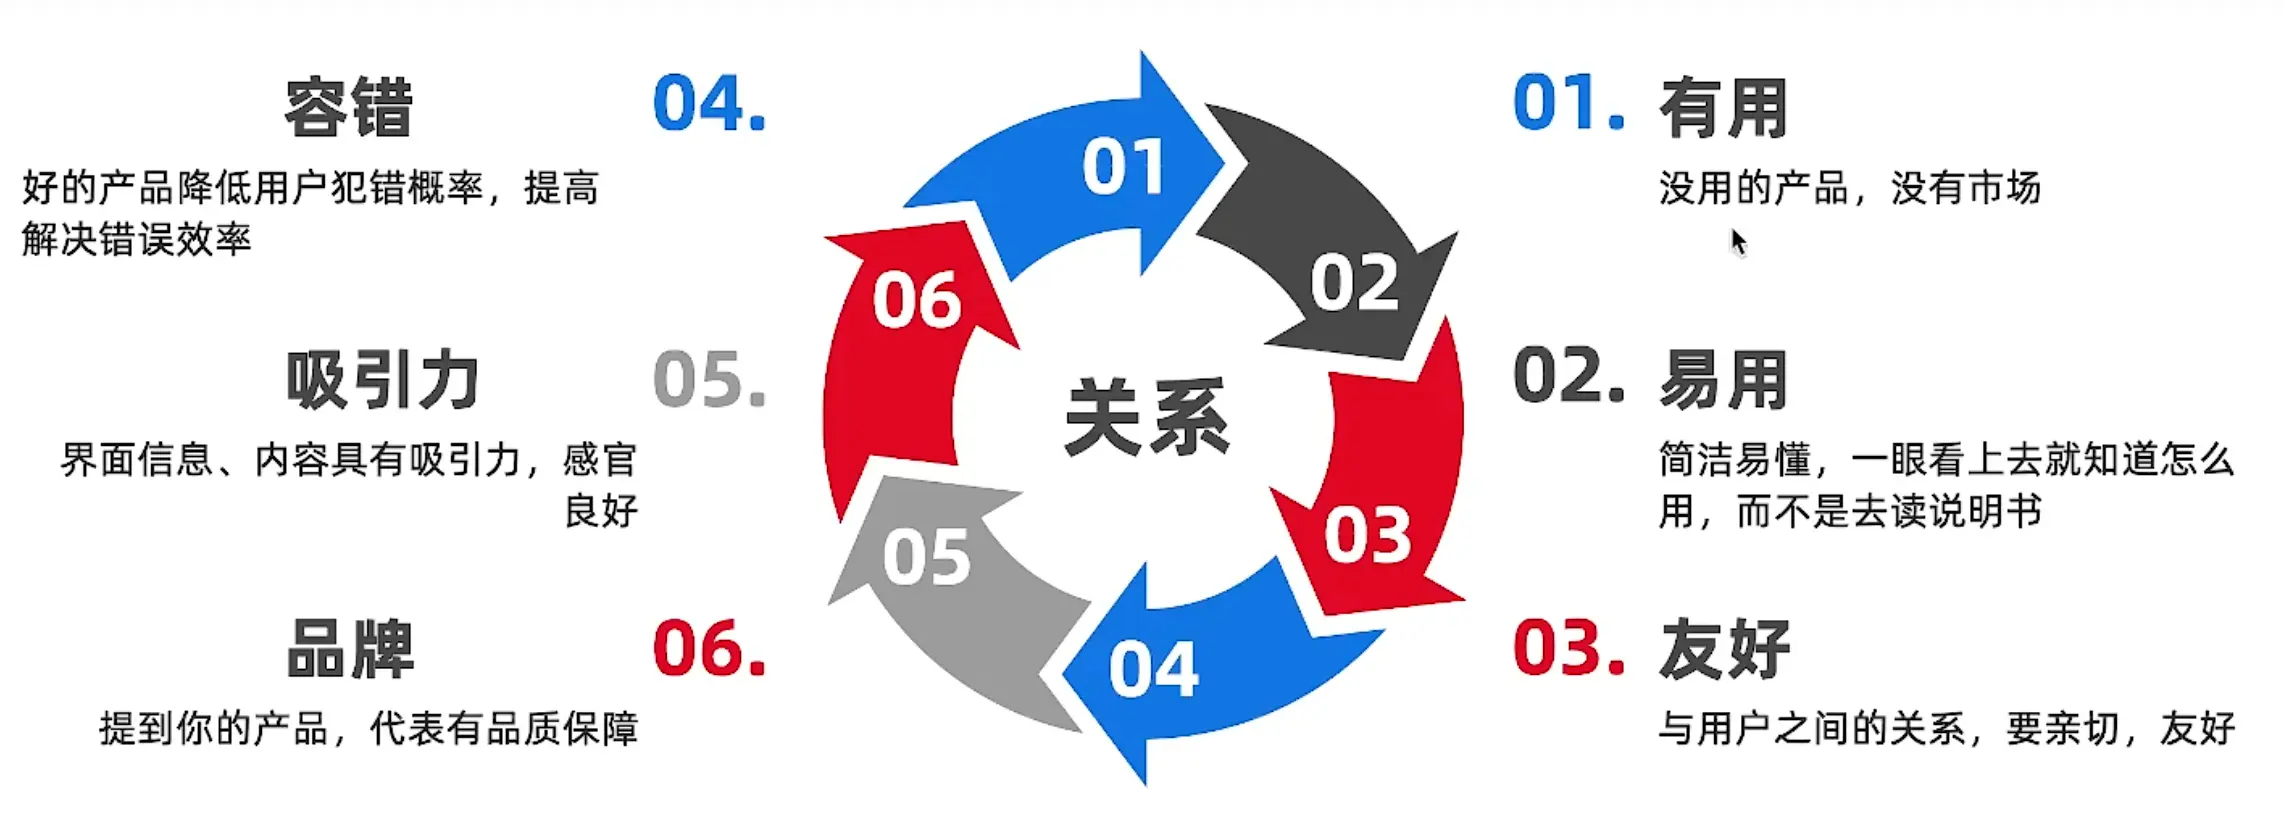 容错
04.
好的产品降低用户犯错概率，提高
解决错误效率
吸引力
05.
界面信息、内容具有吸引力，感官
良好
品牌
06.
提到你的产品，代表有品质保障
01
02
03
04
05
06
关系
01.
有用
没用的产品，没有市场
02.
易用
简洁易懂，一眼看上去就知道怎么
用，而不是去读说明书
03.
友好
与用户之间的关系，要亲切，友好